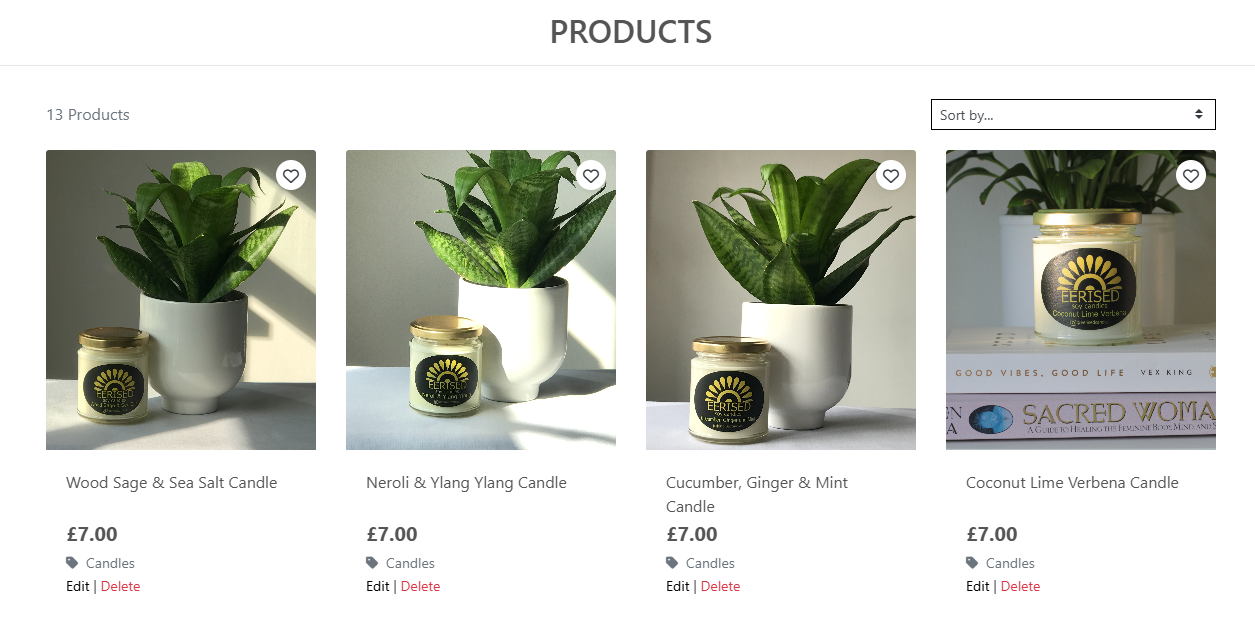 PRODUCTS
13 Products
Sort by...
EERISED
EERISED
EERISED
EERISED
soy candles
Coconut Lime Verbena
GOOD VIBES, GOOD LIFE VEX KING
SACRED WOMA
A GUIDE TO HEALING THE FEMININE BODY, MIND, AND S
Wood Sage & Sea Salt Candle
Neroli & Ylang Ylang Candle
Cucumber, Ginger & Mint
Candle
Coconut Lime Verbena Candle
£7.00
£7.00
£7.00
£7.00
Candles
Candles
Candles
Candles
Edit | Delete
Edit | Delete
Edit | Delete
Edit | Delete